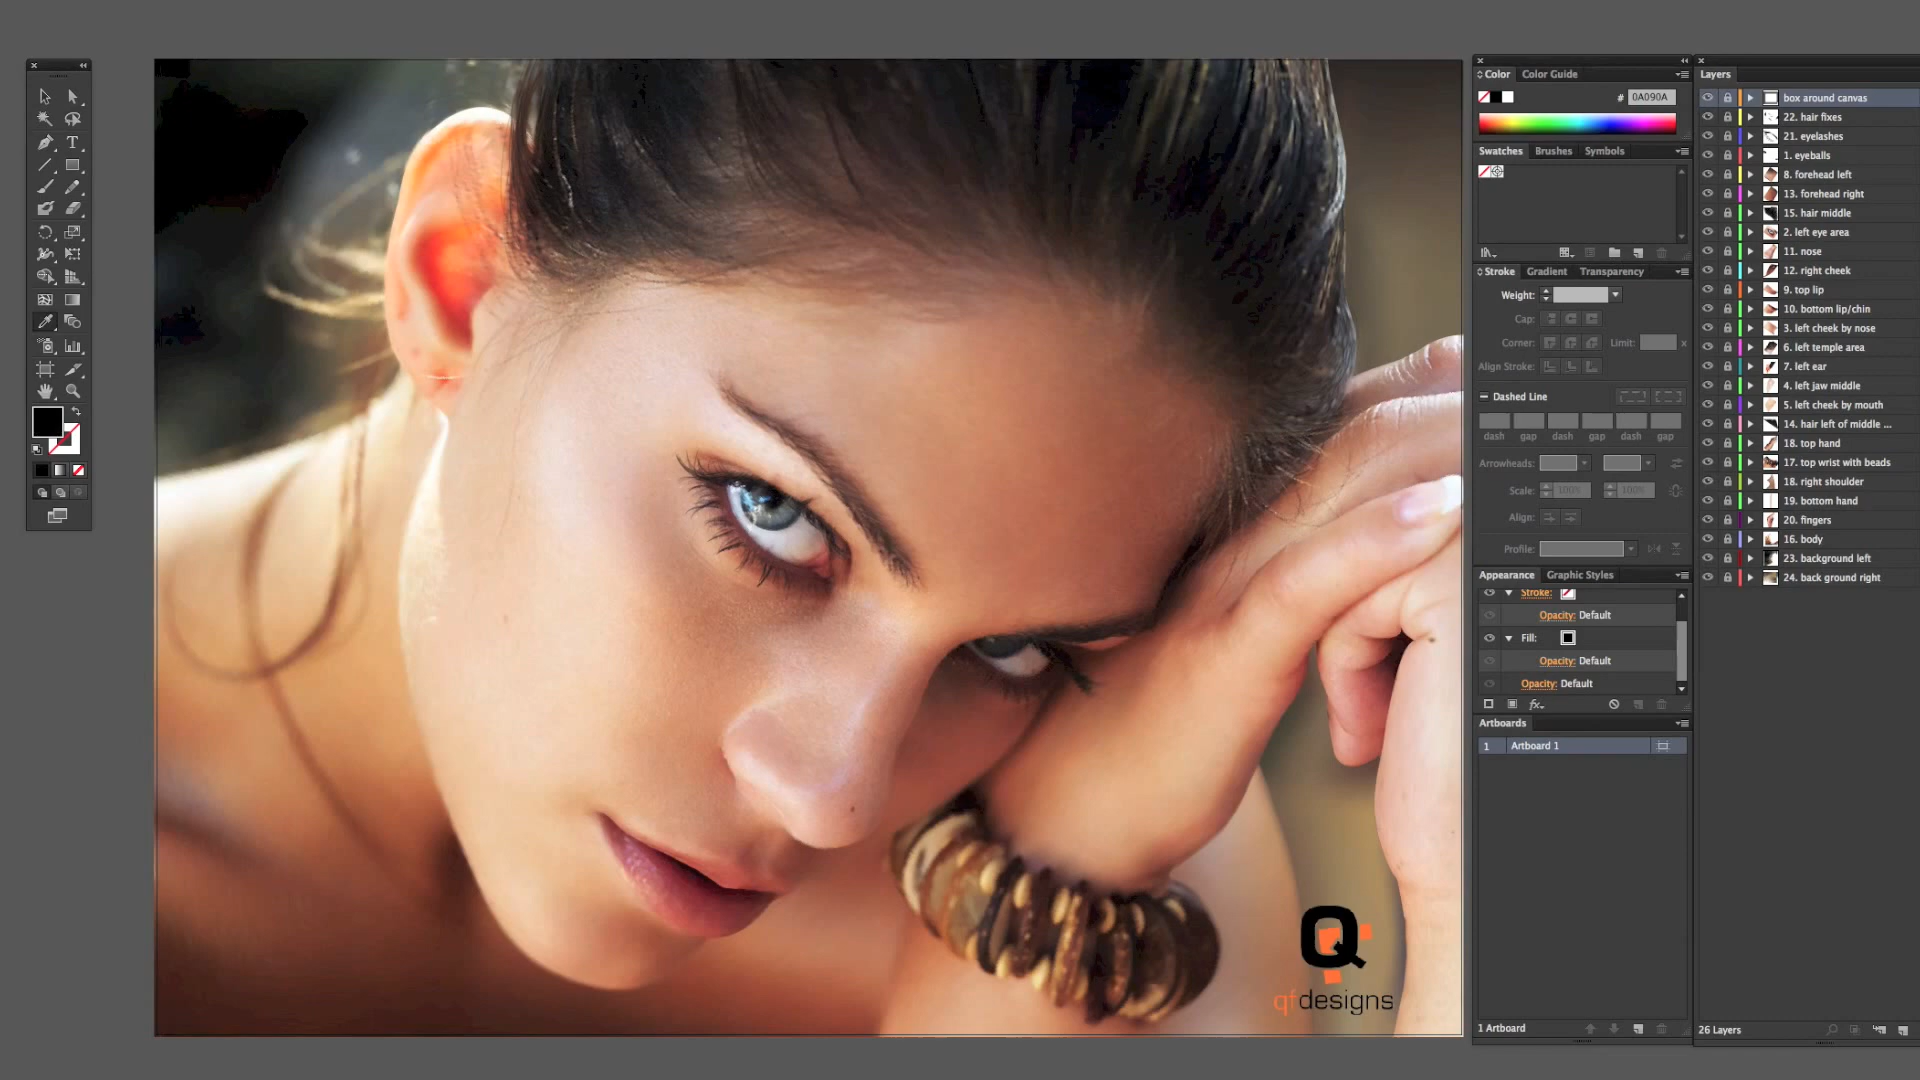 Color
Color Guide
# 0A090A
Swatches
Brushes
Symbols
Stroke
Gradient
Transparency
Weight:
Cap:
Corner:
Limit:
x
Align Stroke:
Dashed Line
dash
gap
dash
gap
dash
gap
Arrowheads:
Scale:
100%
100%
Align:
Profile:
Appearance
Graphic Styles
Stroke:
Opacity: Default
Fill:
Opacity: Default
Opacity: Default
fx
Artboards
1 Artboard 1
1 Artboard
Layers
box around canvas
22. hair fixes
21. eyelashes
1. eyeballs
8. forehead left
13. forehead right
15. hair middle
2. left eye area
11. nose
12. right cheek
9. top lip
10. bottom lip/chin
3. left cheek by nose
6. left temple area
7. left ear
4. left jaw middle
5. left cheek by mouth
14. hair left of middle ...
18. top hand
17. top wrist with beads
18. right shoulder
19. bottom hand
20. fingers
16. body
23. background left
24. back ground right
26 Layers
Q
qfdesigns